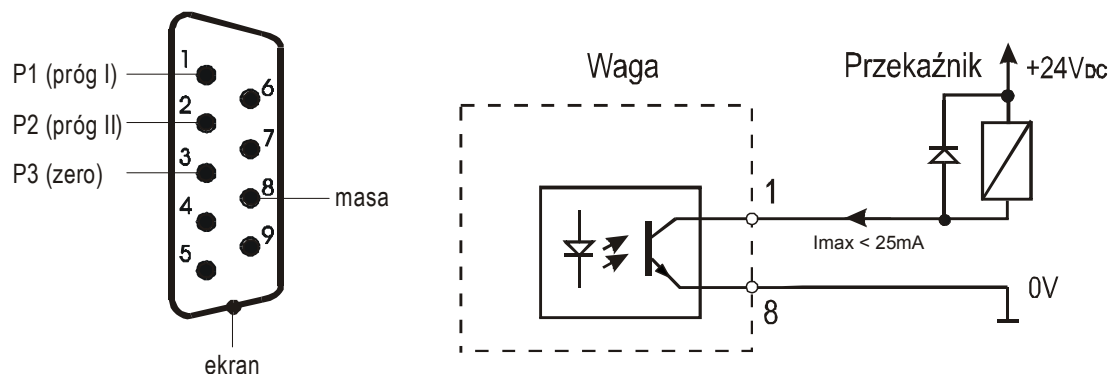 P1 (próg I)
P2 (próg II)
P3 (zero)
1
2
3
4
5
6
7
8
9
masa
ekran
Waga
Przekaźnik
+24VDC
1
Imax < 25mA
8
0V